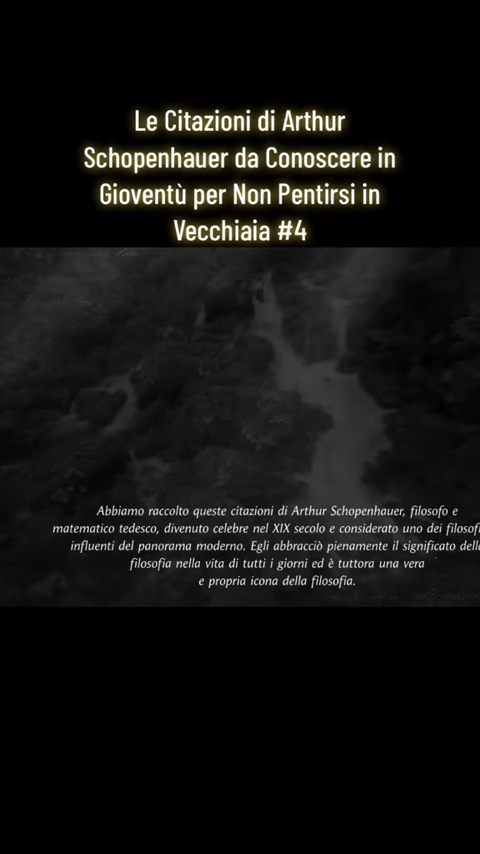 Le Citazioni di Arthur
Schopenhauer da Conoscere in
Gioventù per Non Pentirsi in
Vecchiaia #4
Abbiamo raccolto queste citazioni di Arthur Schopenhauer, filosofo e
matematico tedesco, divenuto celebre nel XIX secolo e considerato uno dei filosofi
influenti del panorama moderno. Egli abbracciò pienamente il significato della
filosofia nella vita di tutti i giorni ed è tuttora una vera
e propria icona della filosofia.